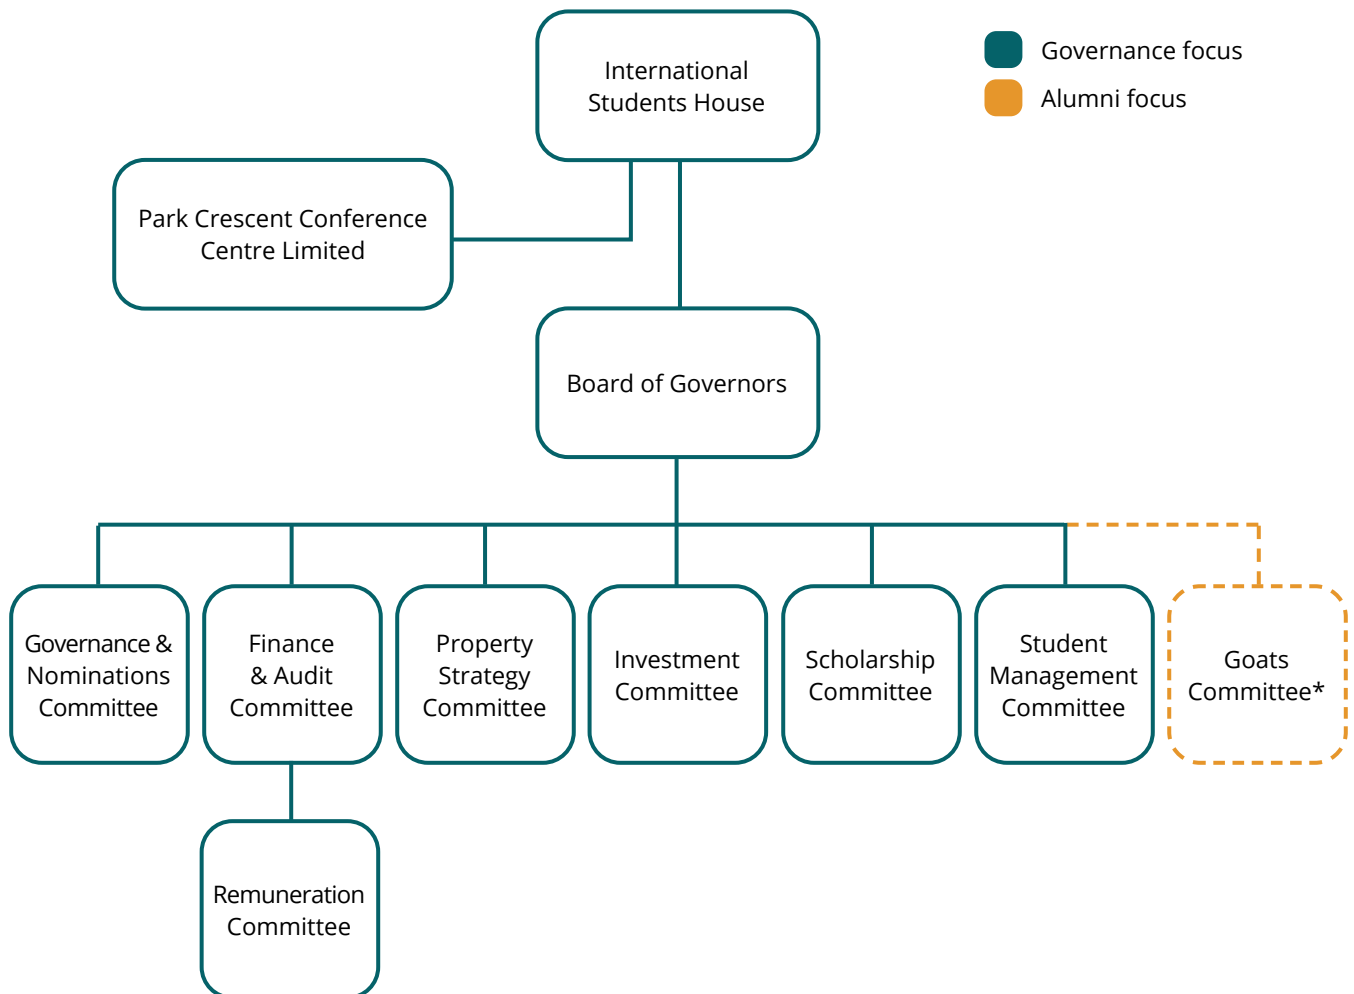 International
Students House
Governance focus
Alumni focus
Park Crescent Conference
Centre Limited
Board of Governors
Governance &
Nominations
Committee
Finance
& Audit
Committee
Property
Strategy
Committee
Investment
Committee
Scholarship
Committee
Student
Management
Committee
Goats
Committee*
Remuneration
Committee